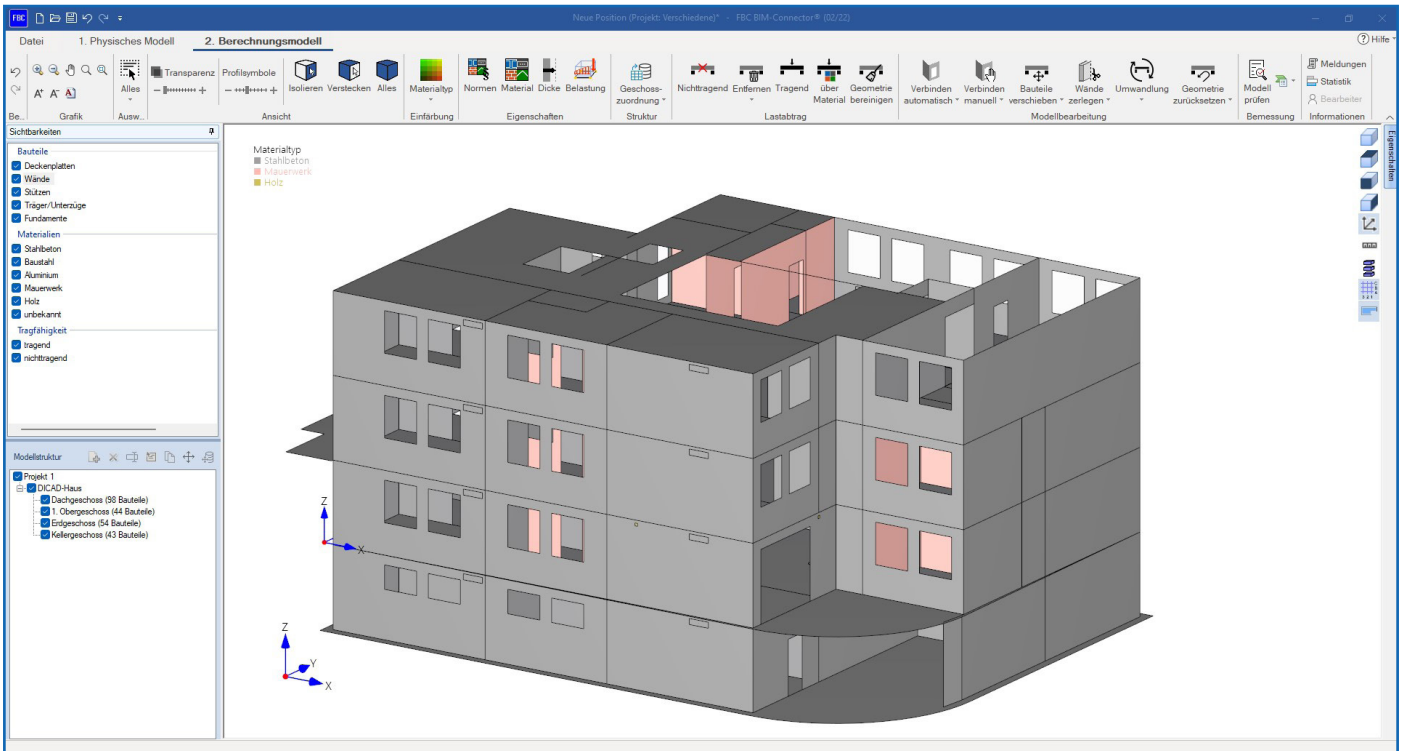 FBC
Neue Position (Projekt: Verschiedene)* - FBC BIM-Connector® (02/22)
Datei 1. Physisches Modell 2. Berechnungsmodell Hilfe
Transparenz Profilsymbole
Alles
Isolieren Verstecken Alles
Materialtyp
Normen Material Dicke Belastung
Geschoss-
zuordnung
Nichttragend Entfernen Tragend über
Material Geometrie
bereinigen
Verbinden
automatisch Verbinden
manuell Bauteile
verschieben Wände
zerlegen Umwandlung Geometrie
zurücksetzen
Modell
prüfen
Meldungen
Statistik
Bearbeiter
Be... Grafik Ausw... Ansicht Einfärbung Eigenschaften Struktur Lastabtrag Modellbearbeitung Bemessung Informationen
Sichtbarkeiten
Bauteile
Deckenplatten
Wände
Stützen
Träger/Unterzüge
Fundamente
Materialien
Stahlbeton
Baustahl
Aluminium
Mauerwerk
Holz
unbekannt
Tragfähigkeit
tragend
nichttragend
Modellstruktur
Projekt 1
DICAD-Haus
Dachgeschoss (98 Bauteile)
1. Obergeschoss (44 Bauteile)
Erdgeschoss (54 Bauteile)
Kellergeschoss (43 Bauteile)
Materialtyp
Stahlbeton
Mauerwerk
Holz
Z
X
Z
Y
X
Eigenschaften